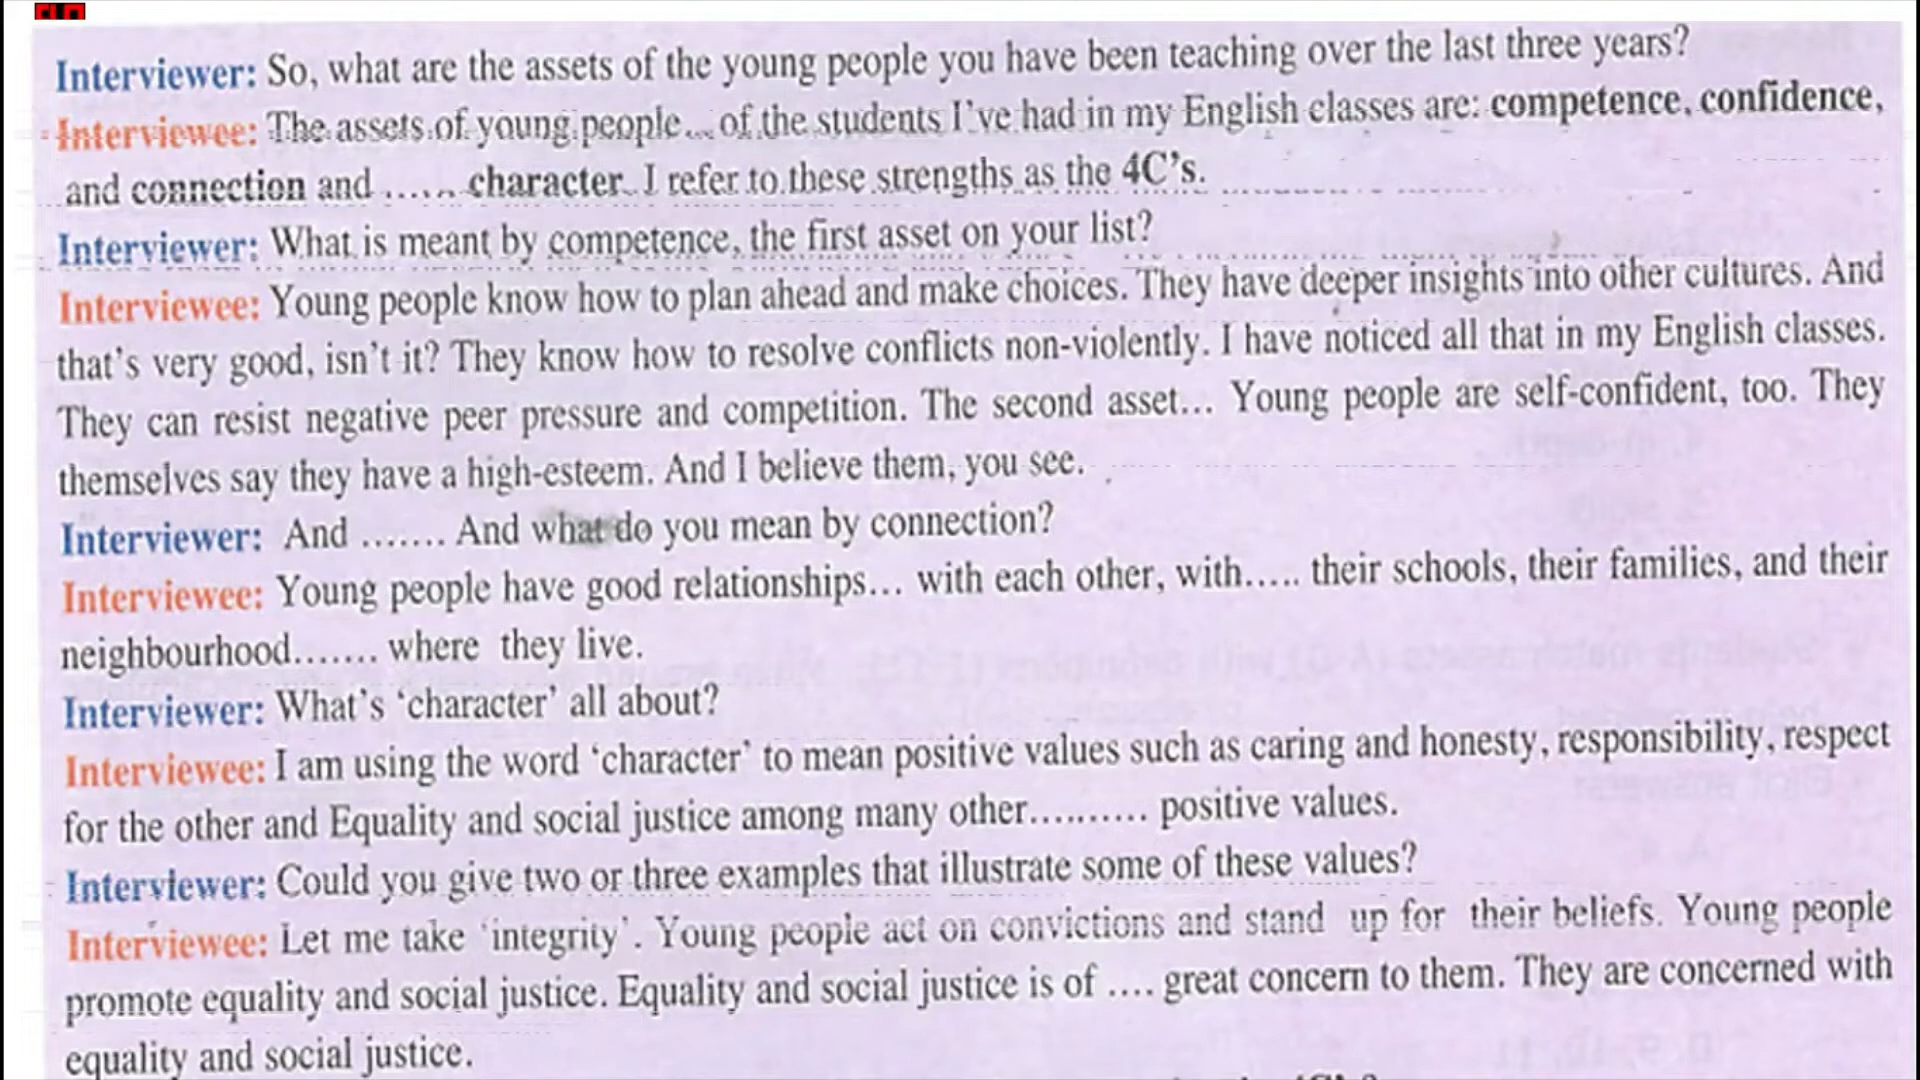 Interviewer: So, what are the assets of the young people you have been teaching over the last three years?
Interviewee: The assets of young people... of the students I've had in my English classes are: competence, confidence,
and connection and ...... character. I refer to these strengths as the 4C's.
Interviewer: What is meant by competence, the first asset on your list?
Interviewee: Young people know how to plan ahead and make choices. They have deeper insights into other cultures. And
that's very good, isn't it? They know how to resolve conflicts non-violently. I have noticed all that in my English classes.
They can resist negative peer pressure and competition. The second asset... Young people are self-confident, too. They
themselves say they have a high-esteem. And I believe them, you see.
Interviewer: And ....... And what do you mean by connection?
Interviewee: Young people have good relationships... with each other, with..... their schools, their families, and their
neighbourhood....... where they live.
Interviewer: What's 'character' all about?
Interviewee: I am using the word 'character' to mean positive values such as caring and honesty, responsibility, respect
for the other and Equality and social justice among many other.......... positive values.
Interviewer: Could you give two or three examples that illustrate some of these values?
Interviewee: Let me take 'integrity'. Young people act on convictions and stand up for their beliefs. Young people
promote equality and social justice. Equality and social justice is of .... great concern to them. They are concerned with
equality and social justice.